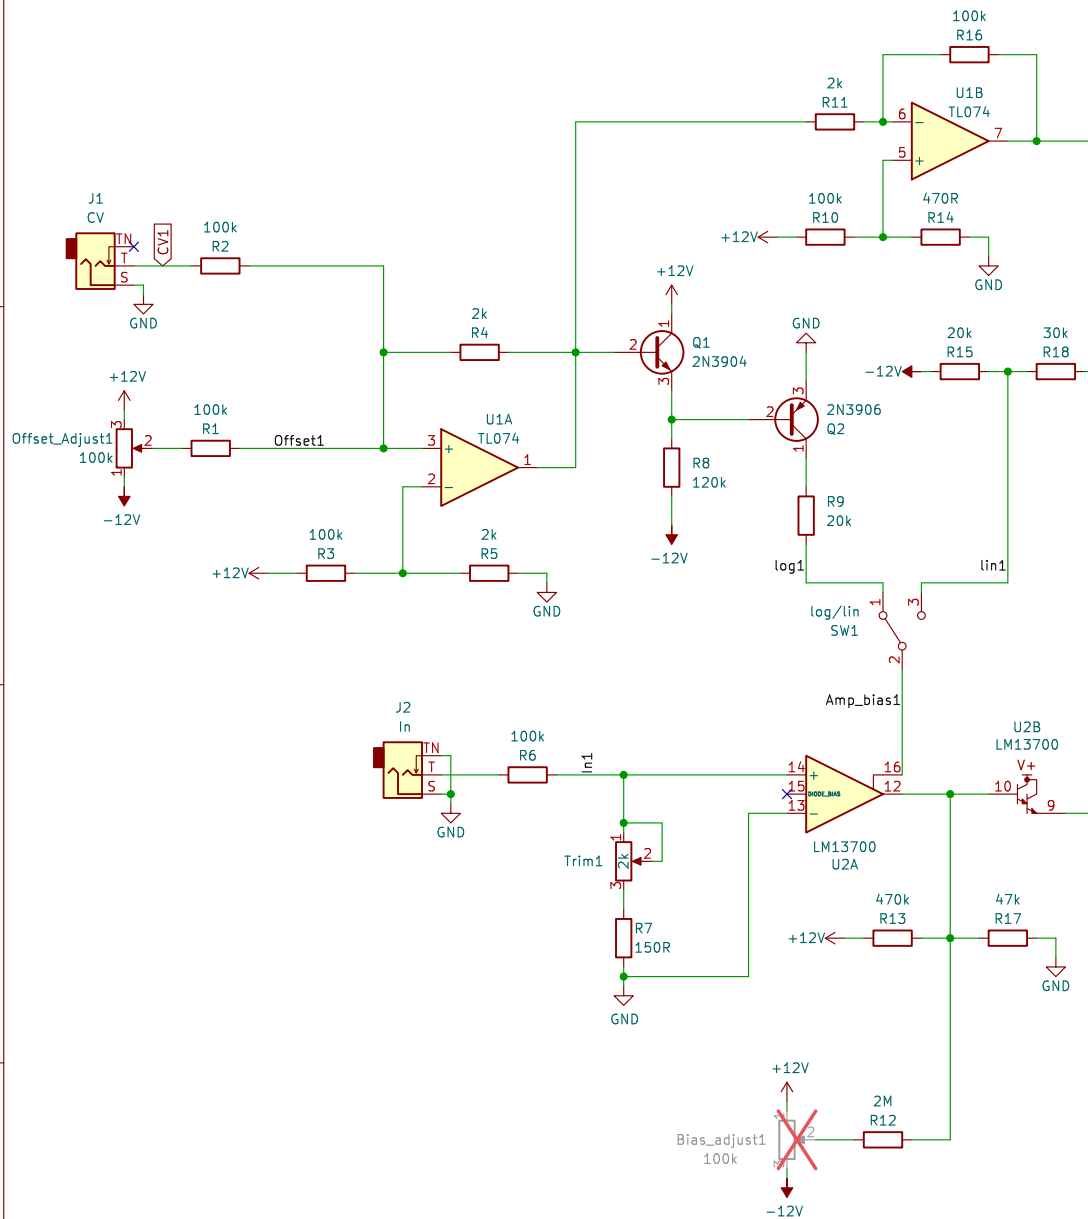 100k
R16
2k
R11
U1B
TL074
6
5
7
100k
R10
470R
R14
+12V
GND
J1
CV
TN
T
S
CV1
100k
R2
GND
2k
R4
+12V
1
2
3
Q1
2N3904
GND
3
2
1
2N3906
Q2
20k
R15
30k
R18
-12V
+12V
3
Offset_Adjust1
100k
2
1
-12V
100k
R1
Offset1
U1A
TL074
3
2
1
R8
120k
-12V
R9
20k
100k
R3
+12V
2k
R5
GND
log1
lin1
1
3
log/lin
SW1
2
Amp_bias1
J2
In
TN
T
S
GND
100k
R6
In1
14
15
13
DIODE_BIAS
16
12
LM13700
U2A
U2B
LM13700
V+
10
9
Trim1
1
2k
2
3
R7
150R
GND
470k
R13
+12V
47k
R17
GND
+12V
1
Bias_adjust1
100k
2
3
-12V
2M
R12